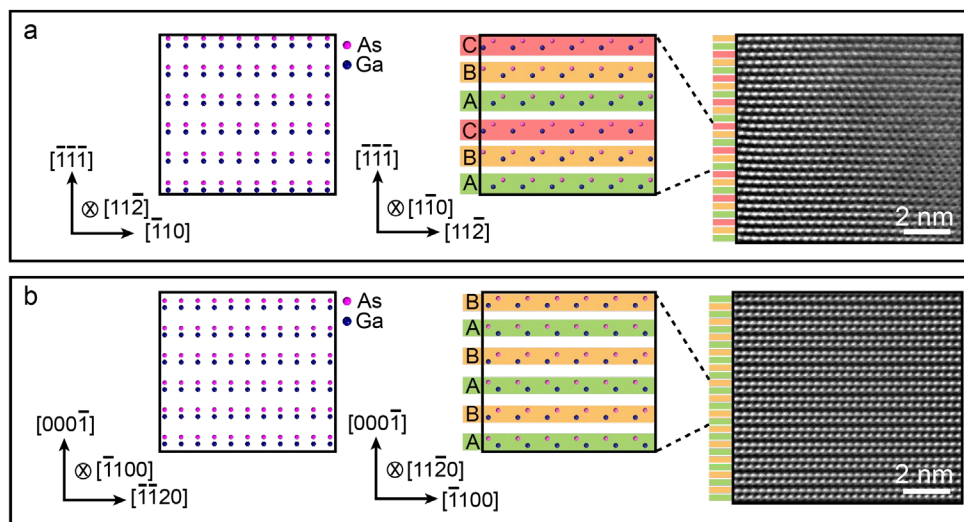 a
As
Ga
[1̄1̄1̄]
⊗ [112̄]
[1̄10]
[1̄1̄1̄]
⊗ [11̄0]
[112̄]
C
B
A
C
B
A
2 nm
b
As
Ga
[0001̄]
⊗ [1̄100]
[1̄1̄20]
[0001̄]
⊗ [112̄0]
[1̄100]
B
A
B
A
B
A
2 nm